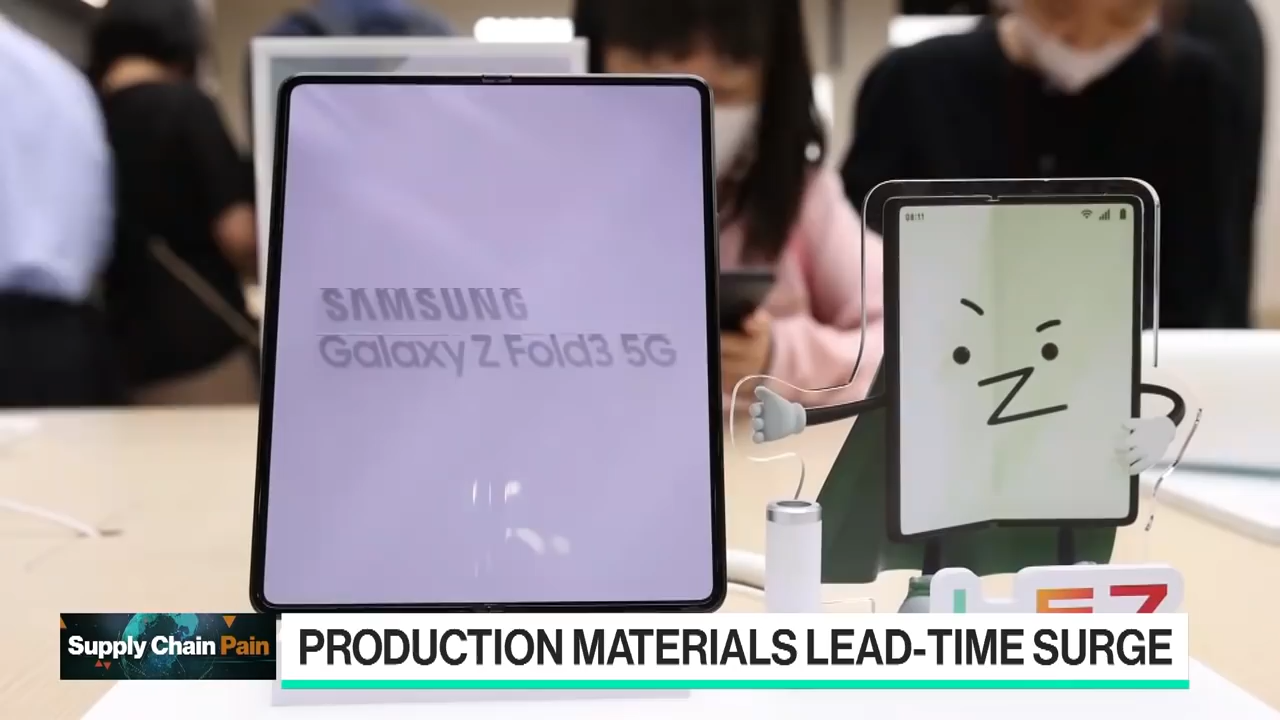 SAMSUNG
Galaxy Z Fold3 5G
08:11
Z
Supply Chain Pain
PRODUCTION MATERIALS LEAD-TIME SURGE